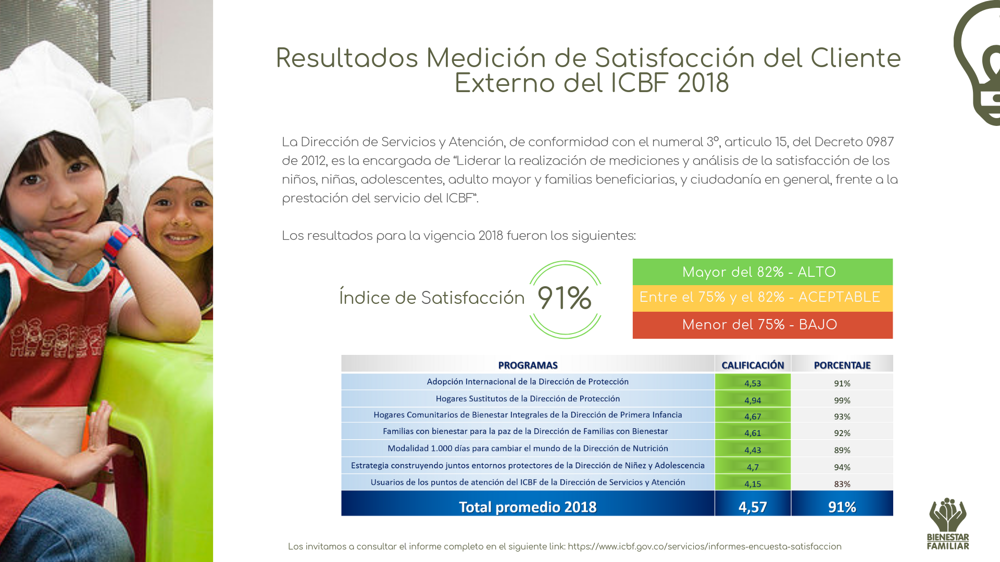 Resultados Medición de Satisfacción del Cliente
Externo del ICBF 2018
La Dirección de Servicios y Atención, de conformidad con el numeral 3º, articulo 15, del Decreto 0987
de 2012, es la encargada de “Liderar la realización de mediciones y análisis de la satisfacción de los
niños, niñas, adolescentes, adulto mayor y familias beneficiarias, y ciudadanía en general, frente a la
prestación del servicio del ICBF”.
Los resultados para la vigencia 2018 fueron los siguientes:
Índice de Satisfacción 91%
Mayor del 82% - ALTO
Entre el 75% y el 82% - ACEPTABLE
Menor del 75% - BAJO
PROGRAMAS CALIFICACIÓN PORCENTAJE
Adopción Internacional de la Dirección de Protección 4,53 91%
Hogares Sustitutos de la Dirección de Protección 4,94 99%
Hogares Comunitarios de Bienestar Integrales de la Dirección de Primera Infancia 4,67 93%
Familias con bienestar para la paz de la Dirección de Familias con Bienestar 4,61 92%
Modalidad 1.000 días para cambiar el mundo de la Dirección de Nutrición 4,43 89%
Estrategia construyendo juntos entornos protectores de la Dirección de Niñez y Adolescencia 4,7 94%
Usuarios de los puntos de atención del ICBF de la Dirección de Servicios y Atención 4,15 83%
Total promedio 2018 4,57 91%
Los invitamos a consultar el informe completo en el siguiente link: https://www.icbf.gov.co/servicios/informes-encuesta-satisfaccion
BIENESTAR
FAMILIAR